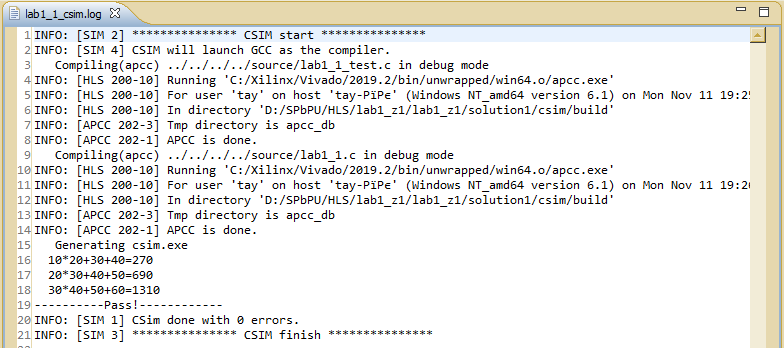 lab1_1_csim.log
1 INFO: [SIM 2] *************** CSIM start ***************
2 INFO: [SIM 4] CSIM will launch GCC as the compiler.
3    Compiling(apcc) ../../../../source/lab1_1_test.c in debug mode
4 INFO: [HLS 200-10] Running 'C:/Xilinx/Vivado/2019.2/bin/unwrapped/win64.o/apcc.exe'
5 INFO: [HLS 200-10] For user 'tay' on host 'tay-РїРє' (Windows NT_amd64 version 6.1) on Mon Nov 11 19:25
6 INFO: [HLS 200-10] In directory 'D:/SPbPU/HLS/lab1_z1/lab1_z1/solution1/csim/build'
7 INFO: [APCC 202-3] Tmp directory is apcc_db
8 INFO: [APCC 202-1] APCC is done.
9    Compiling(apcc) ../../../../source/lab1_1.c in debug mode
10 INFO: [HLS 200-10] Running 'C:/Xilinx/Vivado/2019.2/bin/unwrapped/win64.o/apcc.exe'
11 INFO: [HLS 200-10] For user 'tay' on host 'tay-РїРє' (Windows NT_amd64 version 6.1) on Mon Nov 11 19:26
12 INFO: [HLS 200-10] In directory 'D:/SPbPU/HLS/lab1_z1/lab1_z1/solution1/csim/build'
13 INFO: [APCC 202-3] Tmp directory is apcc_db
14 INFO: [APCC 202-1] APCC is done.
15    Generating csim.exe
16   10*20+30+40=270
17   20*30+40+50=690
18   30*40+50+60=1310
19 ----------Pass!------------
20 INFO: [SIM 1] CSim done with 0 errors.
21 INFO: [SIM 3] *************** CSIM finish ***************